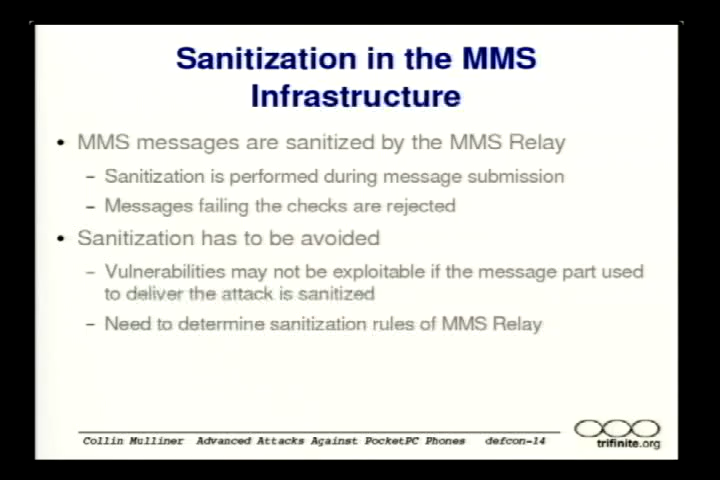 Sanitization in the MMS
Infrastructure
• MMS messages are sanitized by the MMS Relay
– Sanitization is performed during message submission
– Messages failing the checks are rejected
• Sanitization has to be avoided
– Vulnerabilities may not be exploitable if the message part used
to deliver the attack is sanitized
– Need to determine sanitization rules of MMS Relay
Collin Mulliner Advanced Attacks Against PocketPC Phones defcon-14
trifinite.org